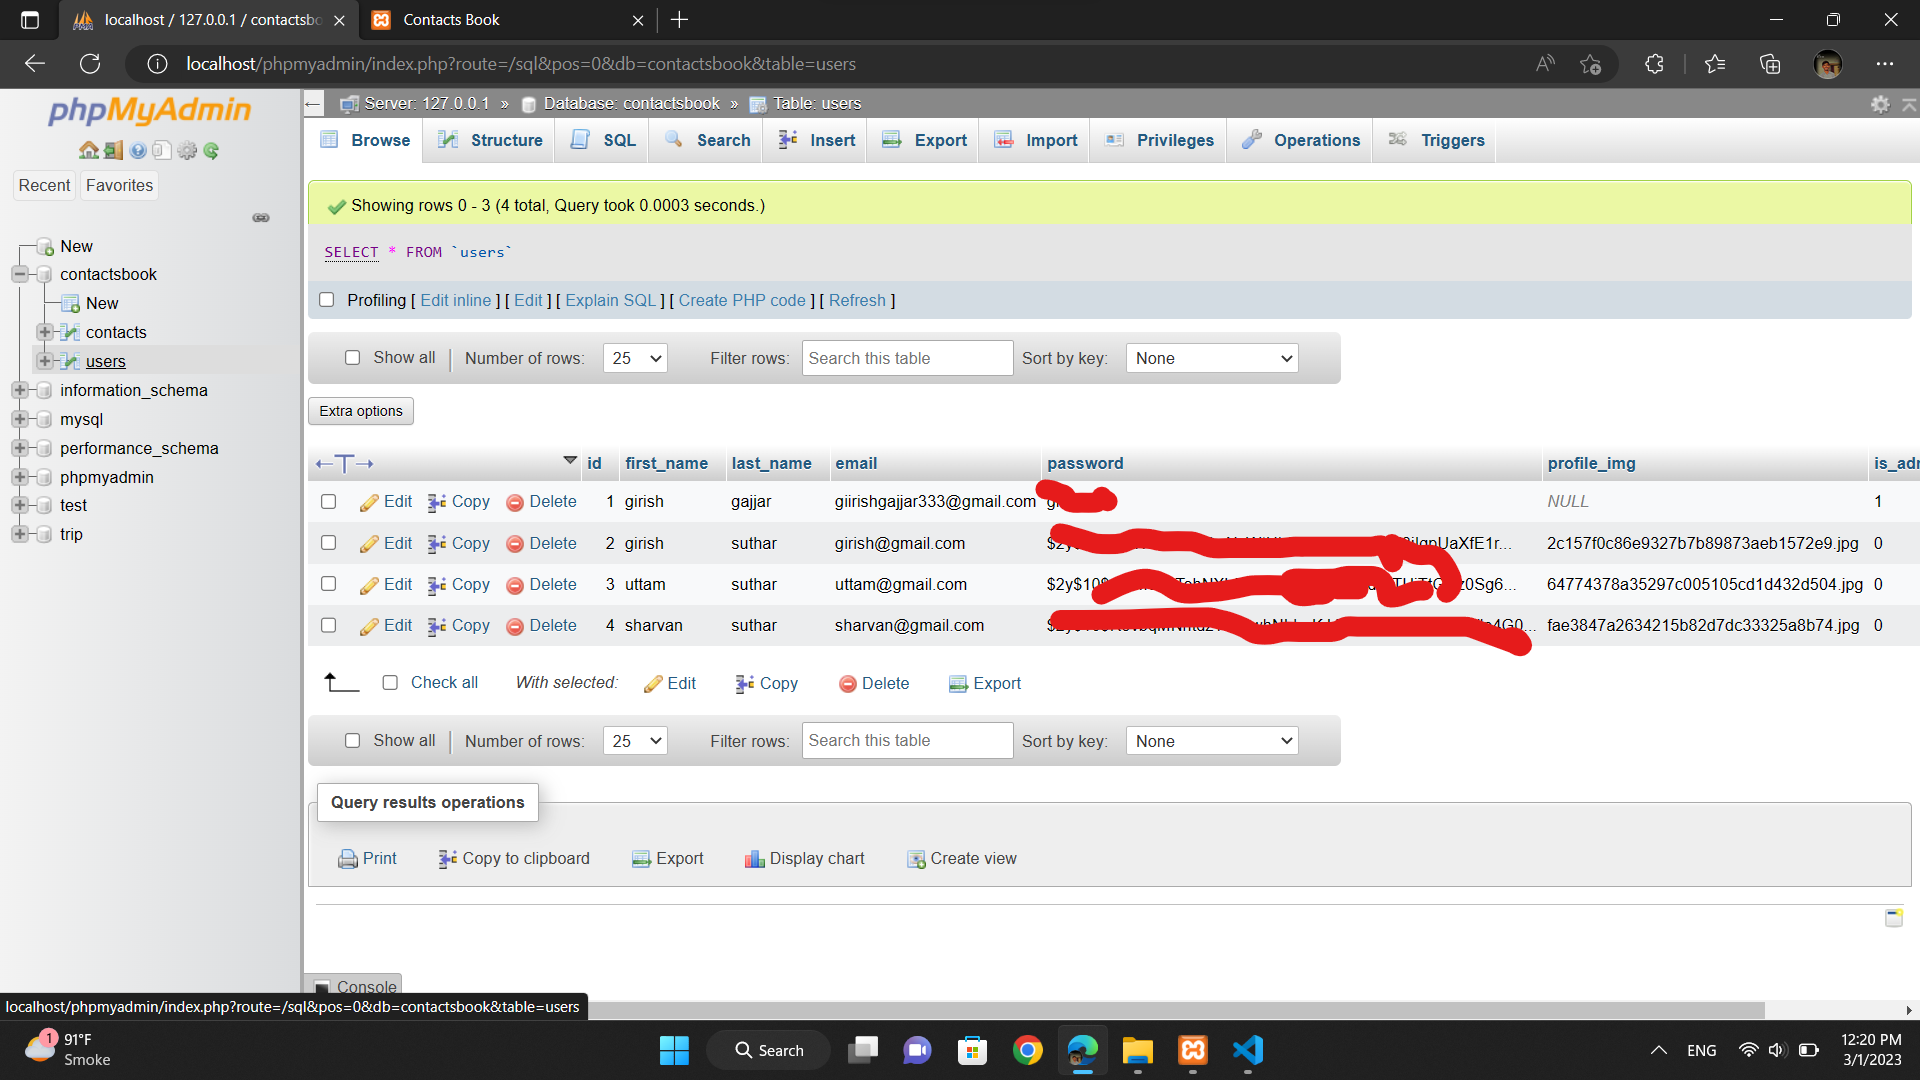 localhost / 127.0.0.1 / contactsbo
Contacts Book
localhost/phpmyadmin/index.php?route=/sql&pos=0&db=contactsbook&table=users
phpMyAdmin
Recent Favorites
New
contactsbook
New
contacts
users
information_schema
mysql
performance_schema
phpmyadmin
test
trip
Server: 127.0.0.1 » Database: contactsbook » Table: users
Browse Structure SQL Search Insert Export Import Privileges Operations Triggers
Showing rows 0 - 3 (4 total, Query took 0.0003 seconds.)
SELECT * FROM `users`
Profiling [ Edit inline ] [ Edit ] [ Explain SQL ] [ Create PHP code ] [ Refresh ]
Show all Number of rows: 25 Filter rows: Search this table Sort by key: None
Extra options
id first_name last_name email password profile_img is_adr
Edit Copy Delete 1 girish gajjar giirishgajjar333@gmail.com NULL 1
Edit Copy Delete 2 girish suthar girish@gmail.com 2c157f0c86e9327b7b89873aeb1572e9.jpg 0
Edit Copy Delete 3 uttam suthar uttam@gmail.com 64774378a35297c005105cd1d432d504.jpg 0
Edit Copy Delete 4 sharvan suthar sharvan@gmail.com fae3847a2634215b82d7dc33325a8b74.jpg 0
Check all With selected: Edit Copy Delete Export
Show all Number of rows: 25 Filter rows: Search this table Sort by key: None
Query results operations
Print Copy to clipboard Export Display chart Create view
Console
localhost/phpmyadmin/index.php?route=/sql&pos=0&db=contactsbook&table=users
1
91°F
Smoke
Search
ENG
12:20 PM
3/1/2023